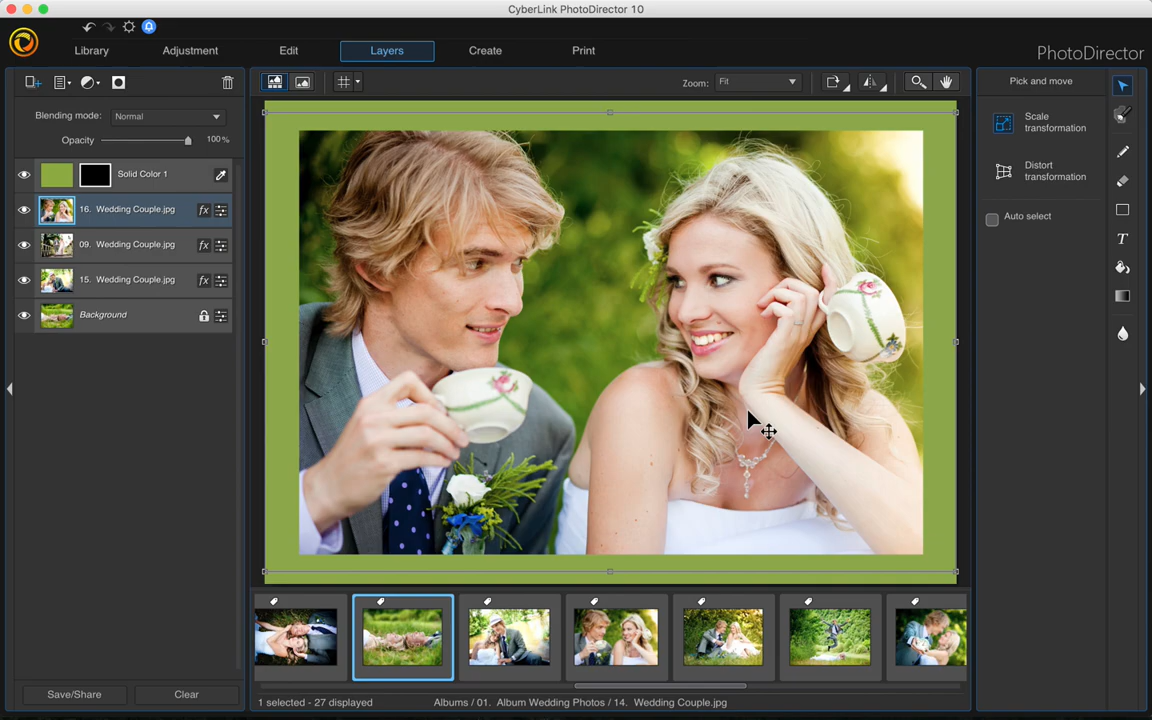 CyberLink PhotoDirector 10
Library
Adjustment
Edit
Layers
Create
Print
PhotoDirector
Zoom:
Fit
Pick and move
Blending mode:
Normal
Opacity
100%
Scale
transformation
Distort
transformation
Auto select
Solid Color 1
16. Wedding Couple.jpg
fx
09. Wedding Couple.jpg
fx
15. Wedding Couple.jpg
fx
Background
T
Save/Share
Clear
1 selected - 27 displayed
Albums / 01. Album Wedding Photos / 14. Wedding Couple.jpg